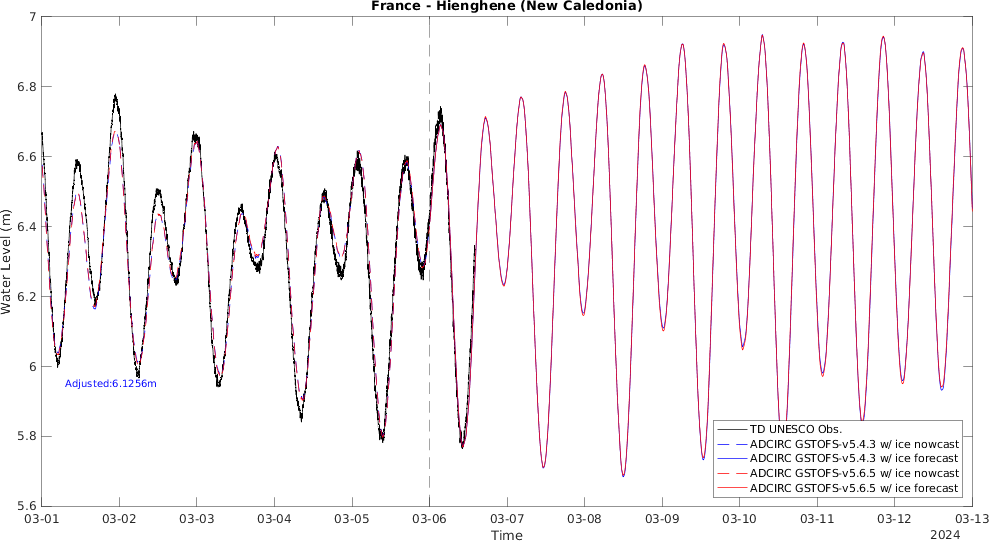 France - Hienghene (New Caledonia)
7
6.8
6.6
6.4
6.2
6
5.8
5.6
Water Level (m)
Adjusted:6.1256m
TD UNESCO Obs.
ADCIRC GSTOFS-v5.4.3 w/ ice nowcast
ADCIRC GSTOFS-v5.4.3 w/ ice forecast
ADCIRC GSTOFS-v5.6.5 w/ ice nowcast
ADCIRC GSTOFS-v5.6.5 w/ ice forecast
03-01 03-02 03-03 03-04 03-05 03-06 03-07 03-08 03-09 03-10 03-11 03-12 03-13
Time
2024